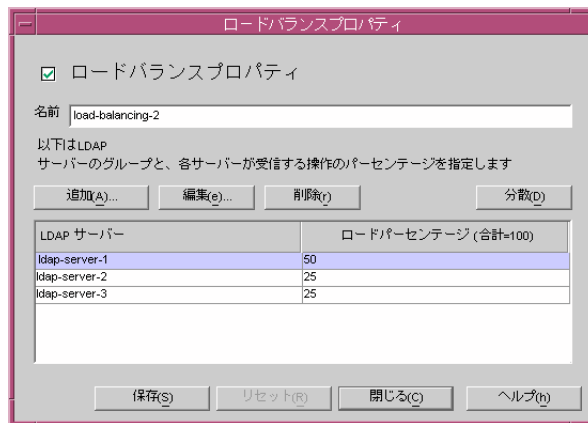 ロードバランスプロパティ
ロードバランスプロパティ
名前 load-balancing-2
以下はLDAP
サーバーのグループと、各サーバーが受信する操作のパーセンテージを指定します
追加(A)... 編集(e)... 削除(r) 分散(D)
LDAP サーバー ロードパーセンテージ (合計=100)
ldap-server-1 50
ldap-server-2 25
ldap-server-3 25
保存(S) リセット(R) 閉じる(C) ヘルプ(h)